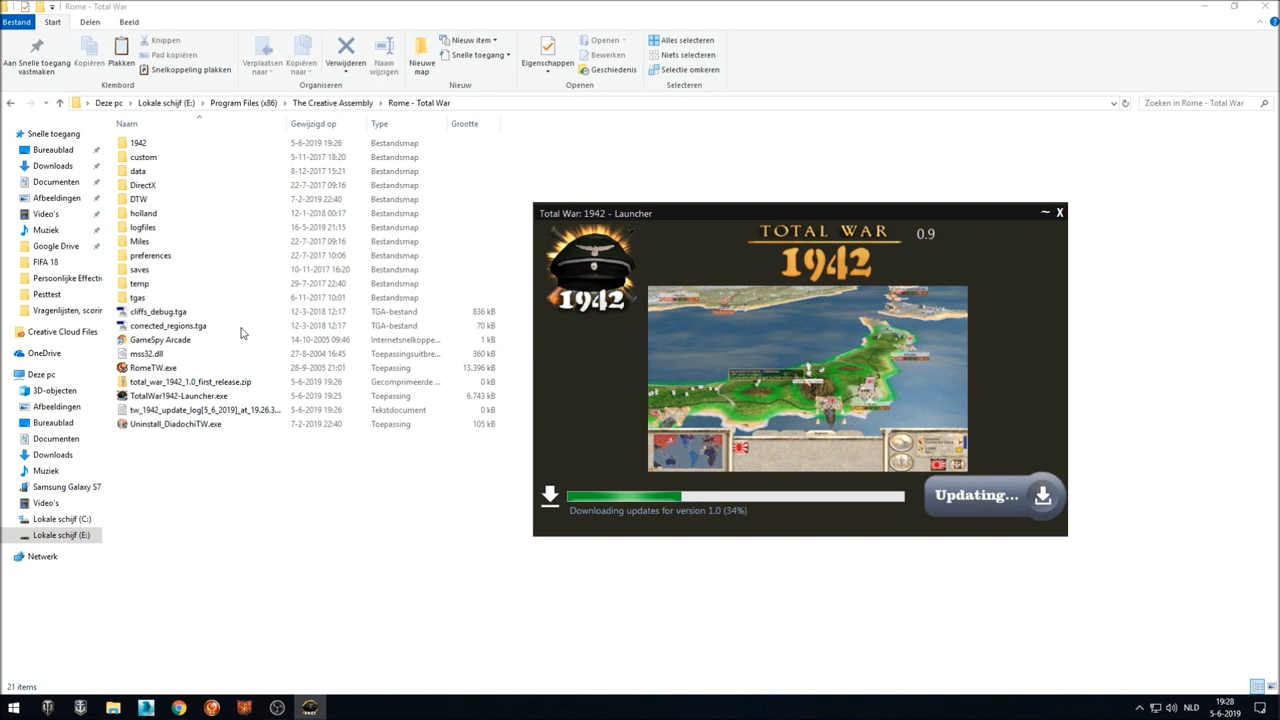 Rome - Total War
Bestand Start Delen Beeld
Aan Snelle toegang vastmaken
Kopiëren
Plakken
Knippen
Pad kopiëren
Snelkoppeling plakken
Klembord
Verplaatsen naar
Kopiëren naar
Verwijderen
Naam wijzigen
Organiseren
Nieuwe map
Nieuw item
Snelle toegang
Nieuw
Eigenschappen
Openen
Bewerken
Geschiedenis
Openen
Alles selecteren
Niets selecteren
Selectie omkeren
Selecteren
Deze pc > Lokale schijf (E:) > Program Files (x86) > The Creative Assembly > Rome - Total War
Zoeken in Rome - Total War
Snelle toegang
Bureaublad
Downloads
Documenten
Afbeeldingen
Video's
Muziek
Google Drive
FIFA 18
Persoonlijke Effectiv
Pesttest
Vragenlijsten, scorin
Creative Cloud Files
OneDrive
Deze pc
3D-objecten
Afbeeldingen
Bureaublad
Documenten
Downloads
Muziek
Samsung Galaxy S7
Video's
Lokale schijf (C:)
Lokale schijf (E:)
Netwerk
Naam Gewijzigd op Type Grootte
1942 5-6-2019 19:26 Bestandsmap
custom 5-11-2017 18:20 Bestandsmap
data 8-12-2017 15:21 Bestandsmap
DirectX 22-7-2017 09:16 Bestandsmap
DTW 7-2-2019 22:40 Bestandsmap
holland 12-1-2018 00:17 Bestandsmap
logfiles 16-5-2019 21:15 Bestandsmap
Miles 22-7-2017 09:16 Bestandsmap
preferences 22-7-2017 10:06 Bestandsmap
saves 10-11-2017 16:20 Bestandsmap
temp 29-7-2017 22:40 Bestandsmap
tgas 6-11-2017 10:01 Bestandsmap
cliffs_debug.tga 12-3-2018 12:17 TGA-bestand 836 kB
corrected_regions.tga 12-3-2018 12:17 TGA-bestand 70 kB
GameSpy Arcade 14-10-2005 09:46 Internetsnelkoppe... 1 kB
mss32.dll 27-8-2004 16:45 Toepassingsuitbre... 360 kB
RomeTW.exe 28-9-2005 21:01 Toepassing 13.396 kB
total_war_1942_1.0_first_release.zip 5-6-2019 19:26 Gecomprimeerde ... 0 kB
TotalWar1942-Launcher.exe 5-6-2019 19:25 Toepassing 6.743 kB
tw_1942_update_log[5_6_2019]_at_19.26.3... 5-6-2019 19:26 Tekstdocument 0 kB
Uninstall_DiadochiTW.exe 7-2-2019 22:40 Toepassing 105 kB
Total War: 1942 - Launcher ~ X
1942
TOTAL WAR
1942
0.9
Downloading updates for version 1.0 (34%)
Updating...
21 items
NLD
19:28
5-6-2019